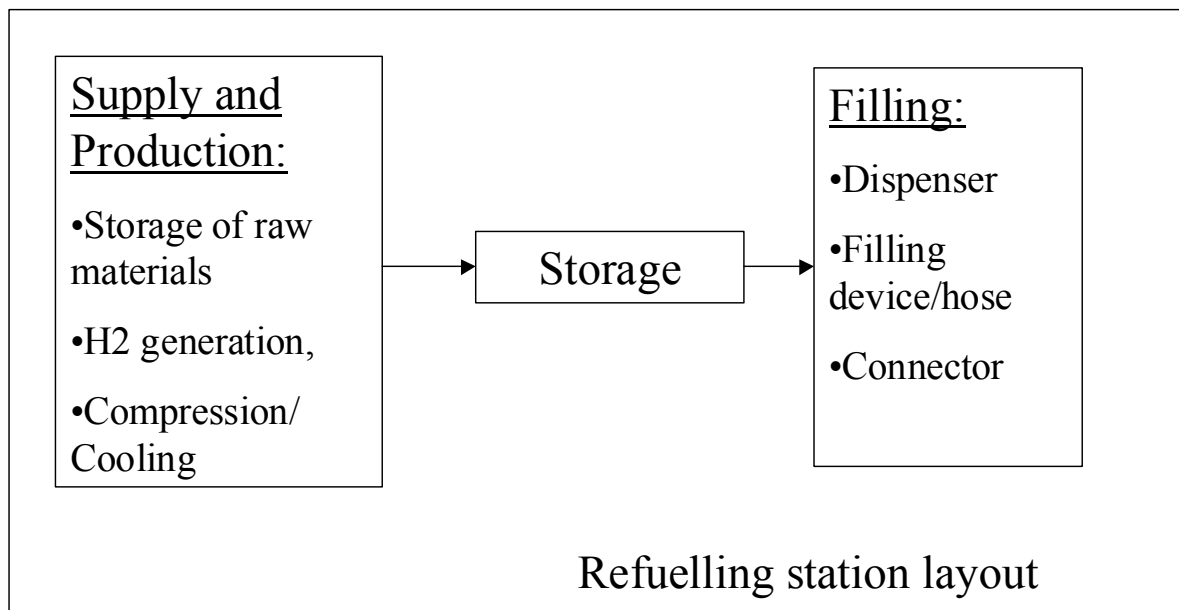 Supply and
Production:
•Storage of raw
materials
•H2 generation,
•Compression/
Cooling
Storage
Filling:
•Dispenser
•Filling
device/hose
•Connector
Refuelling station layout